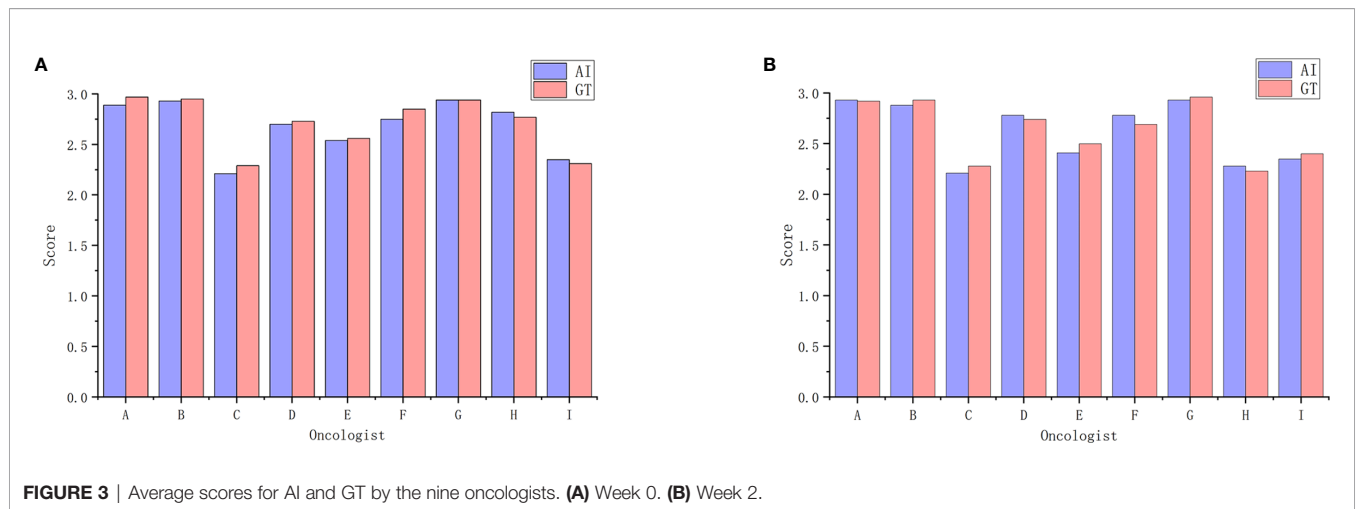 A
AI
GT
3.0
2.5
2.0
1.5
1.0
0.5
0.0
Score
A B C D E F G H I
Oncologist
B
AI
GT
3.0
2.5
2.0
1.5
1.0
0.5
0.0
Score
A B C D E F G H I
Oncologist
FIGURE 3 | Average scores for AI and GT by the nine oncologists. (A) Week 0. (B) Week 2.